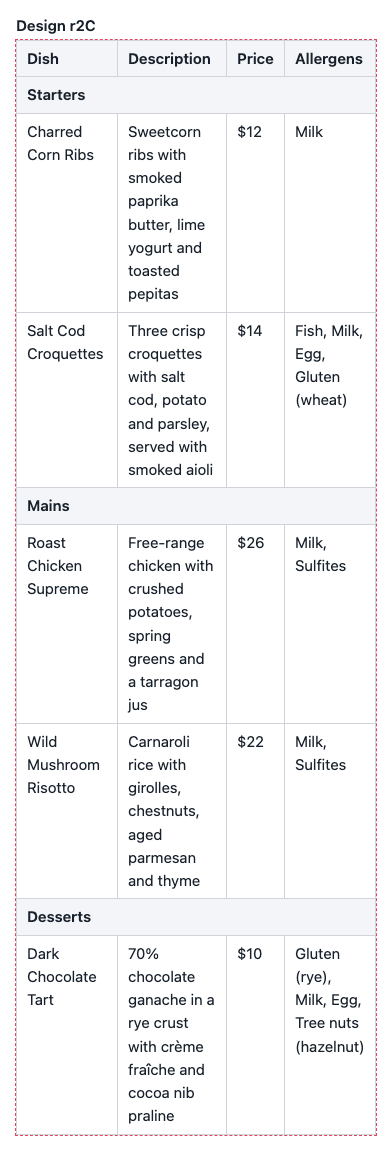 Design r2C
Dish Description Price Allergens
Starters
Charred Corn Ribs
Sweetcorn ribs with smoked paprika butter, lime yogurt and toasted pepitas
$12
Milk
Salt Cod Croquettes
Three crisp croquettes with salt cod, potato and parsley, served with smoked aioli
$14
Fish, Milk, Egg, Gluten (wheat)
Mains
Roast Chicken Supreme
Free-range chicken with crushed potatoes, spring greens and a tarragon jus
$26
Milk, Sulfites
Wild Mushroom Risotto
Carnaroli rice with girolles, chestnuts, aged parmesan and thyme
$22
Milk, Sulfites
Desserts
Dark Chocolate Tart
70% chocolate ganache in a rye crust with crème fraîche and cocoa nib praline
$10
Gluten (rye), Milk, Egg, Tree nuts (hazelnut)